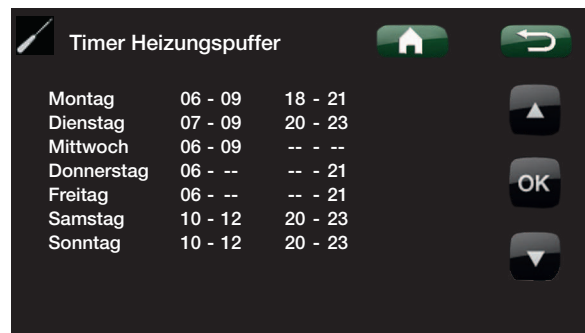 Timer Heizungspuffer
Montag 06 - 09 18 - 21
Dienstag 07 - 09 20 - 23
Mittwoch 06 - 09 -- - --
Donnerstag 06 - -- -- - 21
Freitag 06 - -- -- - 21
Samstag 10 - 12 20 - 23
Sonntag 10 - 12 20 - 23
OK